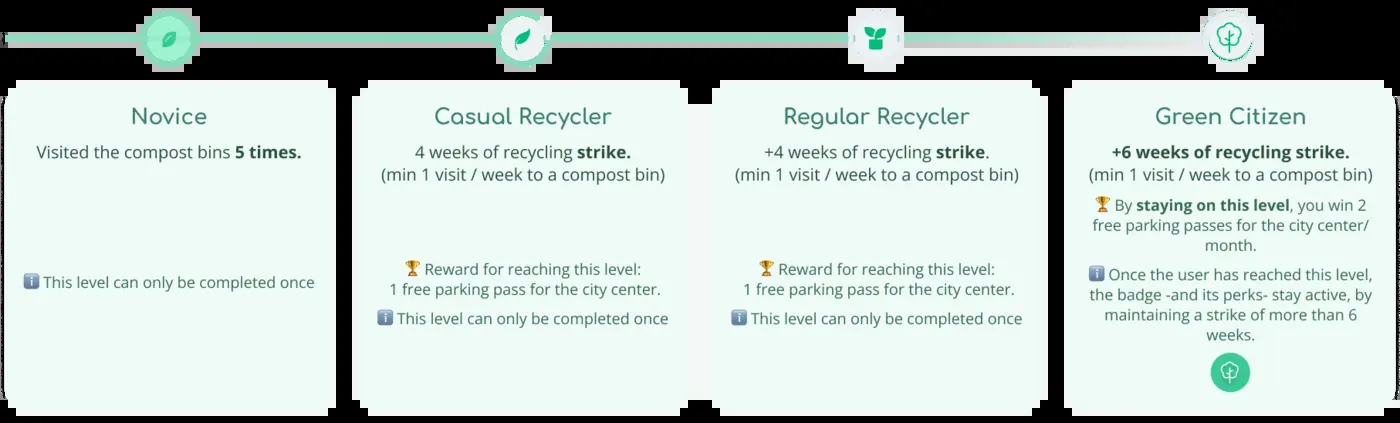 Novice
Visited the compost bins 5 times.
ℹ️ This level can only be completed once
Casual Recycler
4 weeks of recycling strike.
(min 1 visit / week to a compost bin)
🏆 Reward for reaching this level:
1 free parking pass for the city center.
ℹ️ This level can only be completed once
Regular Recycler
+4 weeks of recycling strike.
(min 1 visit / week to a compost bin)
🏆 Reward for reaching this level:
1 free parking pass for the city center.
ℹ️ This level can only be completed once
Green Citizen
+6 weeks of recycling strike.
(min 1 visit / week to a compost bin)
🏆 By staying on this level, you win 2
free parking passes for the city center/
month.
ℹ️ Once the user has reached this level,
the badge -and its perks- stay active, by
maintaining a strike of more than 6
weeks.